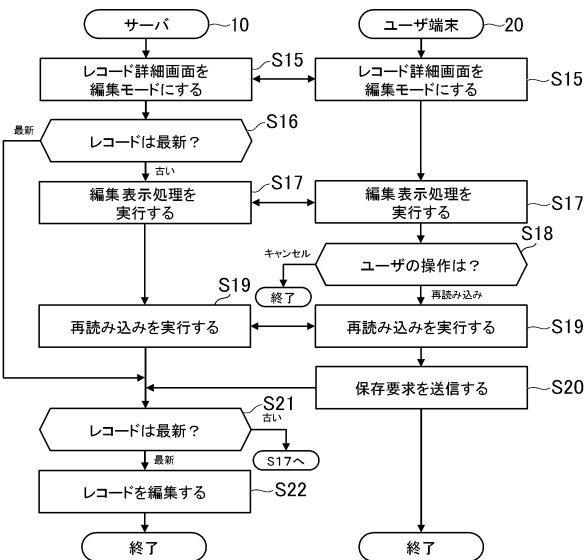 サーバ
10
ユーザ端末
20
レコード詳細画面を
編集モードにする
S15
レコード詳細画面を
編集モードにする
S15
最新
レコードは最新？
S16
古い
編集表示処理を
実行する
S17
編集表示処理を
実行する
S17
キャンセル
ユーザの操作は？
S18
終了
再読み込み
再読み込みを実行する
S19
再読み込みを実行する
S19
保存要求を送信する
S20
レコードは最新？
S21
古い
S17へ
最新
レコードを編集する
S22
終了
終了